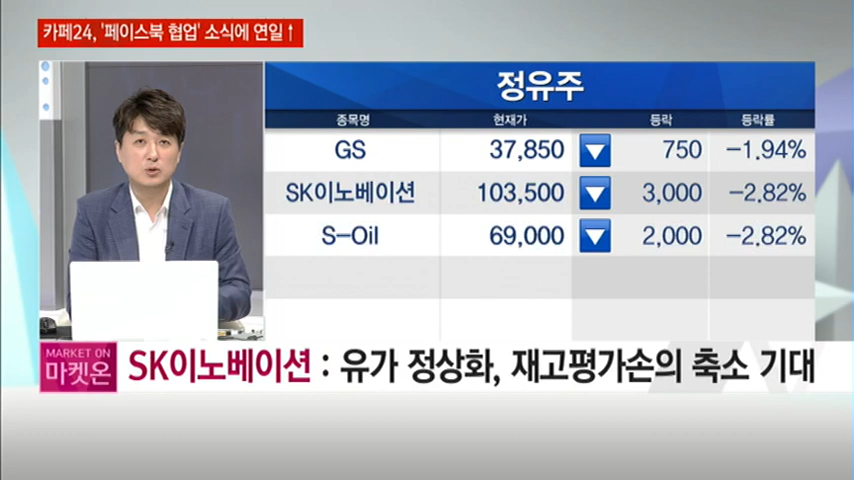 카페24, '페이스북 협업' 소식에 연일↑
정유주
종목명 현재가 등락 등락률
GS 37,850 ▼ 750 -1.94%
SK이노베이션 103,500 ▼ 3,000 -2.82%
S-Oil 69,000 ▼ 2,000 -2.82%
MARKET ON
마켓온
SK이노베이션 : 유가 정상화, 재고평가손의 축소 기대